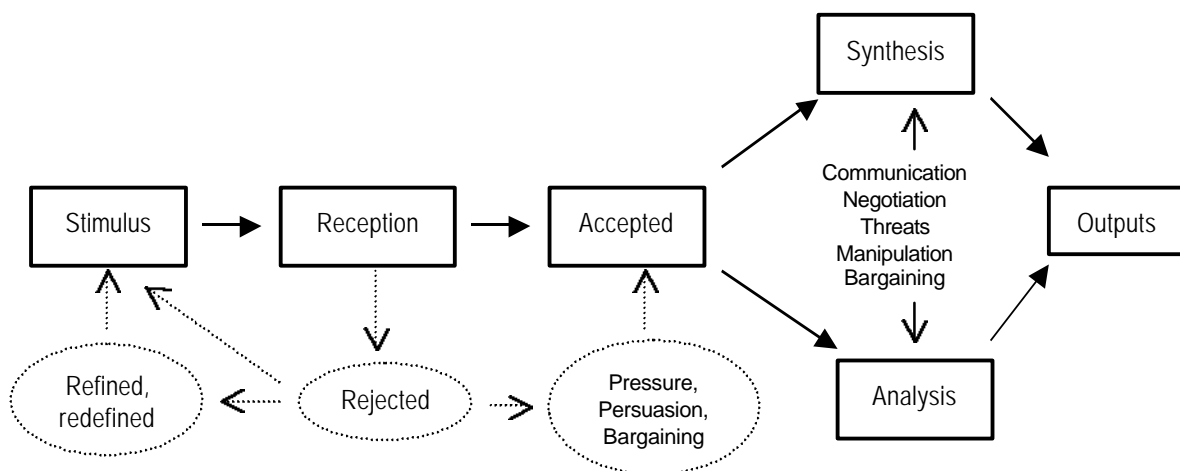 Synthesis
Communication
Negotiation
Threats
Manipulation
Bargaining
Stimulus
Reception
Accepted
Outputs
Refined,
redefined
Rejected
Pressure,
Persuasion,
Bargaining
Analysis